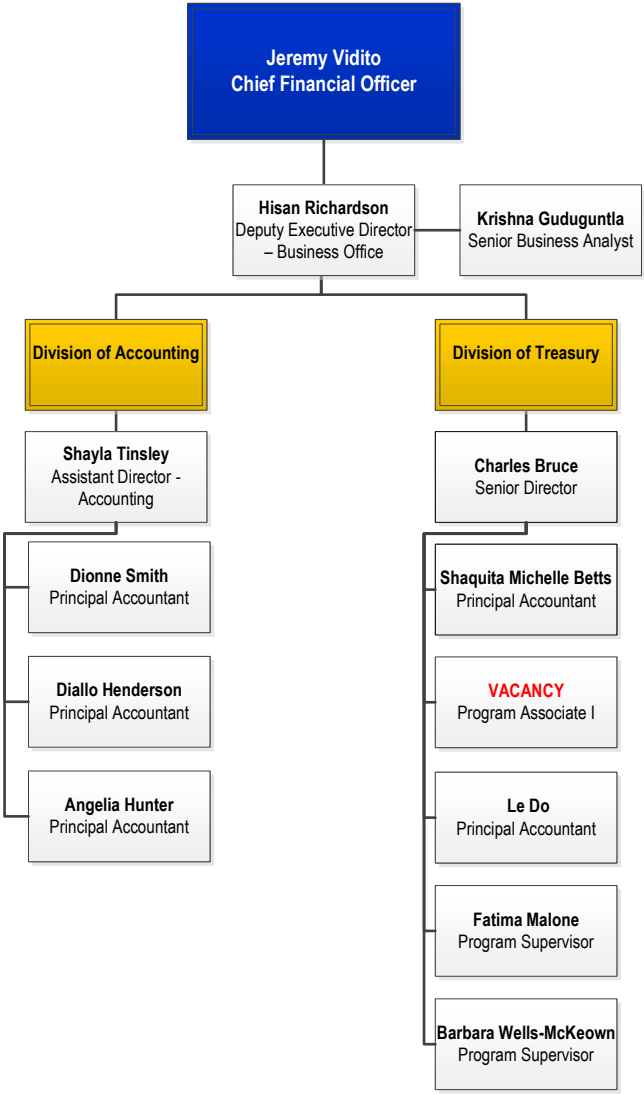 Jeremy Vidito
Chief Financial Officer
Hisan Richardson
Deputy Executive Director
– Business Office
Krishna Guduguntla
Senior Business Analyst
Division of Accounting
Division of Treasury
Shayla Tinsley
Assistant Director -
Accounting
Charles Bruce
Senior Director
Dionne Smith
Principal Accountant
Diallo Henderson
Principal Accountant
Angelia Hunter
Principal Accountant
Shaquita Michelle Betts
Principal Accountant
VACANCY
Program Associate I
Le Do
Principal Accountant
Fatima Malone
Program Supervisor
Barbara Wells-McKeown
Program Supervisor